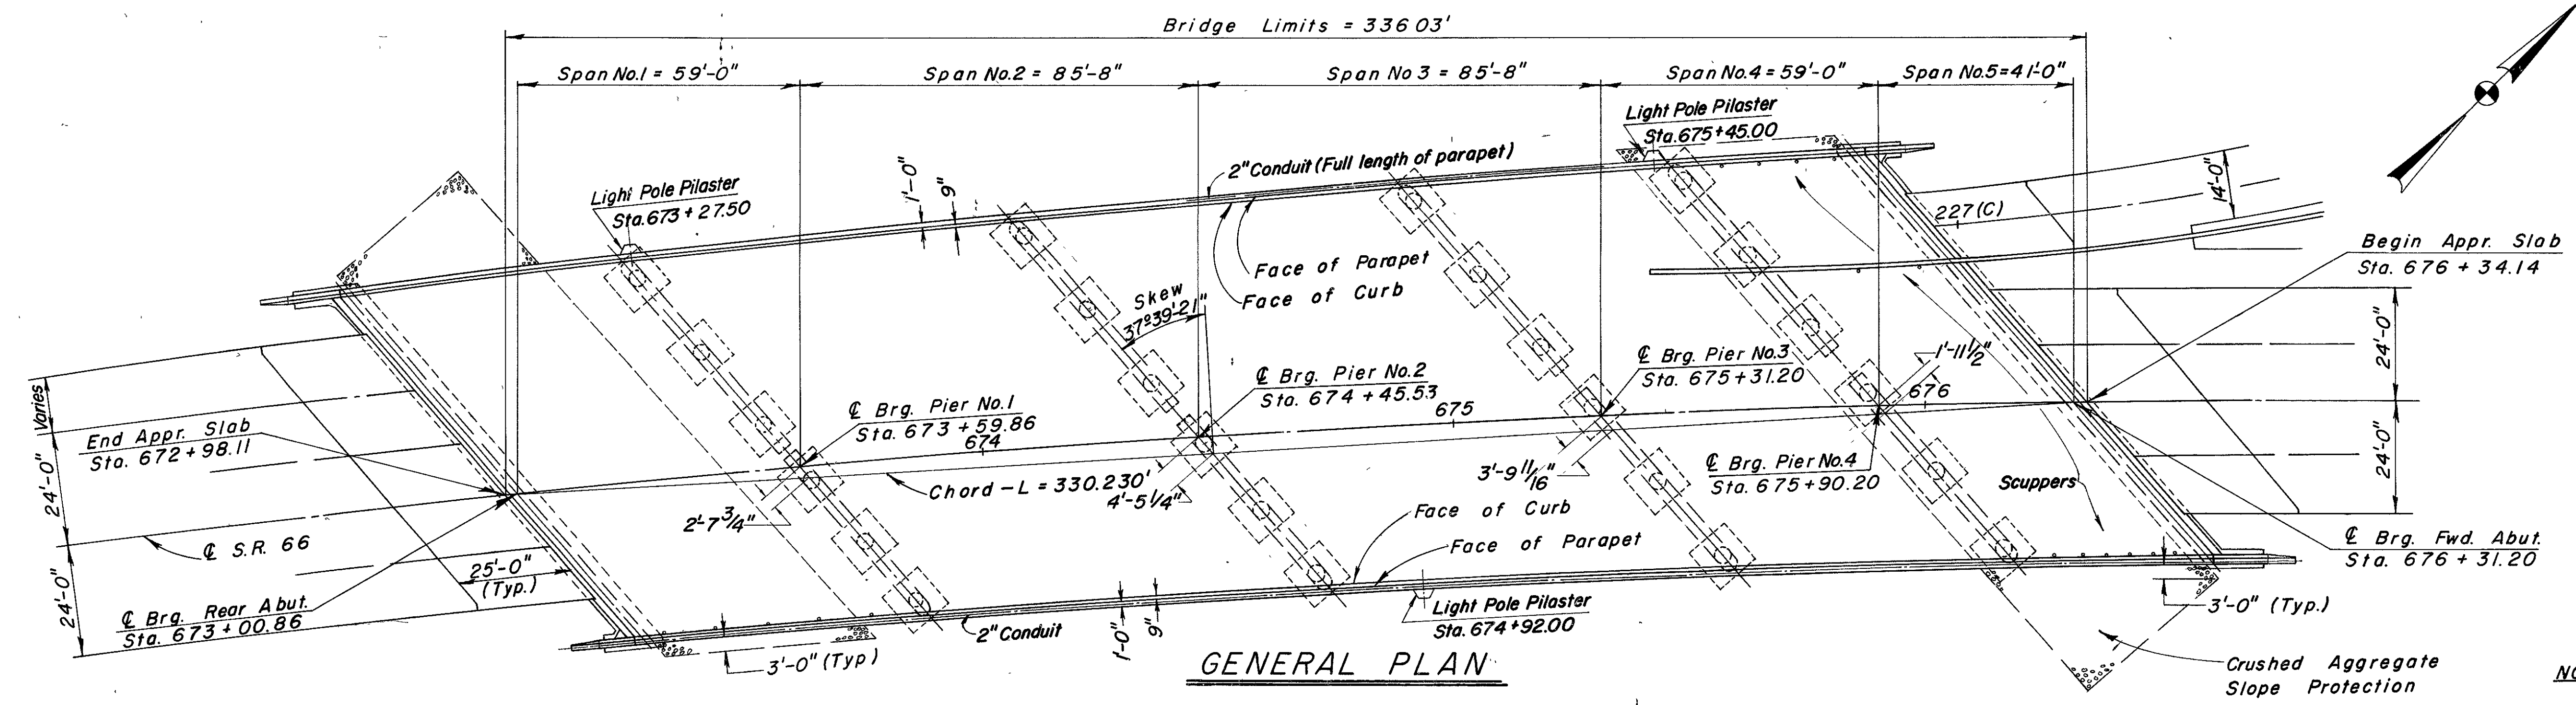 Bridge Limits = 336 03'
Span No.1 = 59'-0"
Span No.2 = 85'-8"
Span No 3 = 85'-8"
Span No.4 = 59'-0"
Span No.5=41'-0"
Light Pole Pilaster
Sta. 675+45.00
2" Conduit (Full length of parapet)
1'-0"
9"
Light Pole Pilaster
Sta. 673 + 27.50
14'-0"
227 (C)
Begin Appr. Slab
Sta. 676 + 34.14
Face of Parapet
Face of Curb
Skew
37º39'-21"
24'-0"
℄ Brg. Pier No.3
Sta. 675+31.20
1'-11½"
℄ Brg. Pier No.2
Sta. 674 + 45.53
676
Varies
℄ Brg. Pier No.1
Sta. 673 + 59.86
674
675
End Appr. Slab
Sta. 672 + 98.11
24'-0"
24'-0"
℄ Brg. Pier No.4
Sta. 675+90.20
3'-9 11/16"
Chord - L = 330.230'
4'-5 1/4"
Scuppers
2'-7 3/4"
Face of Curb
Face of Parapet
℄ S.R. 66
℄ Brg. Fwd. Abut.
Sta. 676 + 31.20
25'-0"
(Typ.)
24'-0"
℄ Brg. Rear Abut.
Sta. 673 + 00.86
Light Pole Pilaster
Sta. 674+92.00
3'-0" (Typ.)
2" Conduit
1'-0"
9"
3'-0" (Typ)
GENERAL PLAN
Crushed Aggregate
Slope Protection
NO